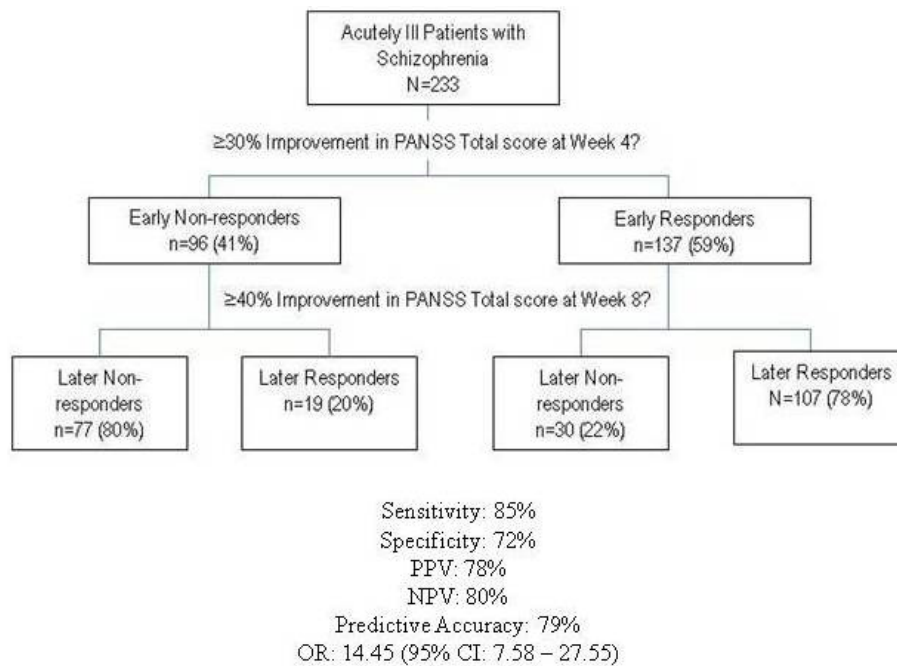 Acutely Ill Patients with
Schizophrenia
N=233
≥30% Improvement in PANSS Total score at Week 4?
Early Non-responders
n=96 (41%)
Early Responders
n=137 (59%)
≥40% Improvement in PANSS Total score at Week 8?
Later Non-
responders
n=77 (80%)
Later Responders
n=19 (20%)
Later Non-
responders
n=30 (22%)
Later Responders
N=107 (78%)
Sensitivity: 85%
Specificity: 72%
PPV: 78%
NPV: 80%
Predictive Accuracy: 79%
OR: 14.45 (95% CI: 7.58 – 27.55)